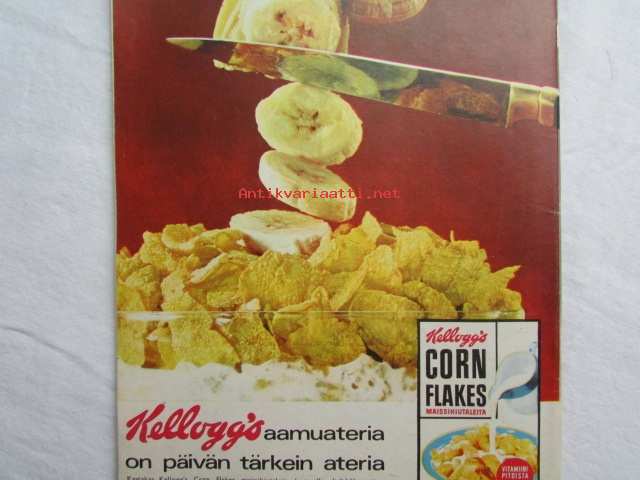 Antikvariaatti.net
Kellogg's
CORN
FLAKES
MAISSIHIUTALEITA
VITAMIINI
PITOISTA
Kellogg's aamuateria
on päivän tärkein ateria